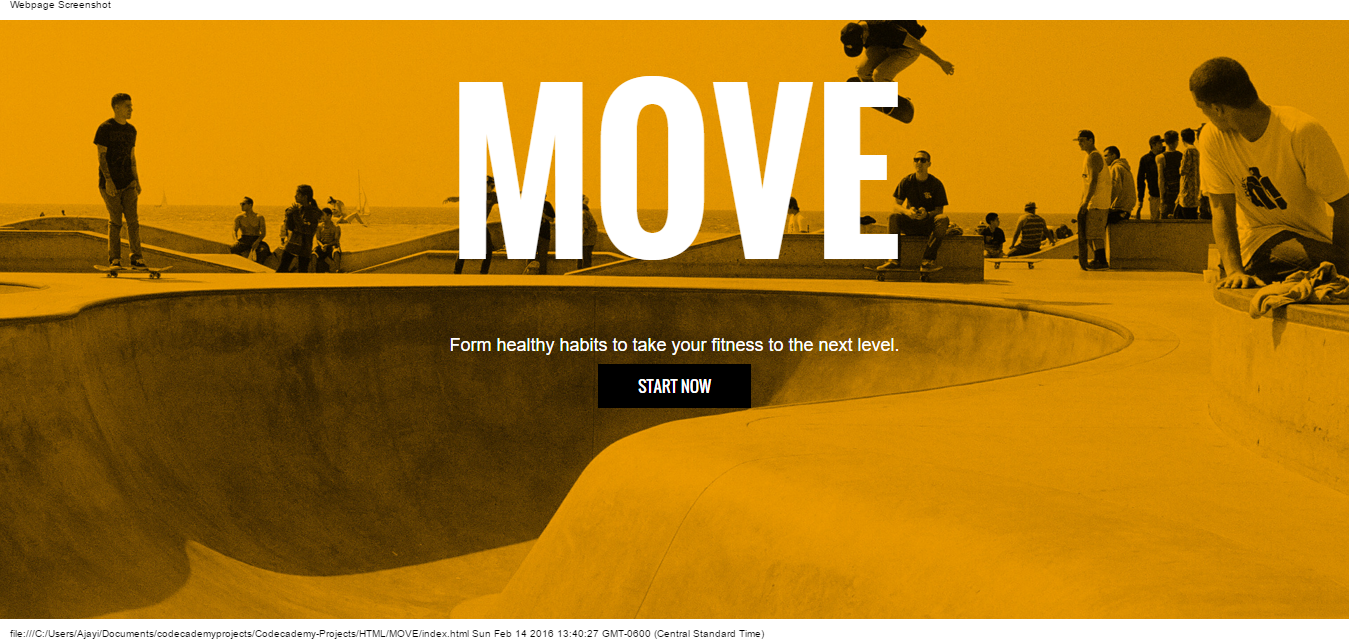 Webpage Screenshot
MOVE
Form healthy habits to take your fitness to the next level.
START NOW
file:///C:/Users/Ajayi/Documents/codecademyprojects/Codecademy-Projects/HTML/MOVE/index.html Sun Feb 14 2016 13:40:27 GMT-0600 (Central Standard Time)